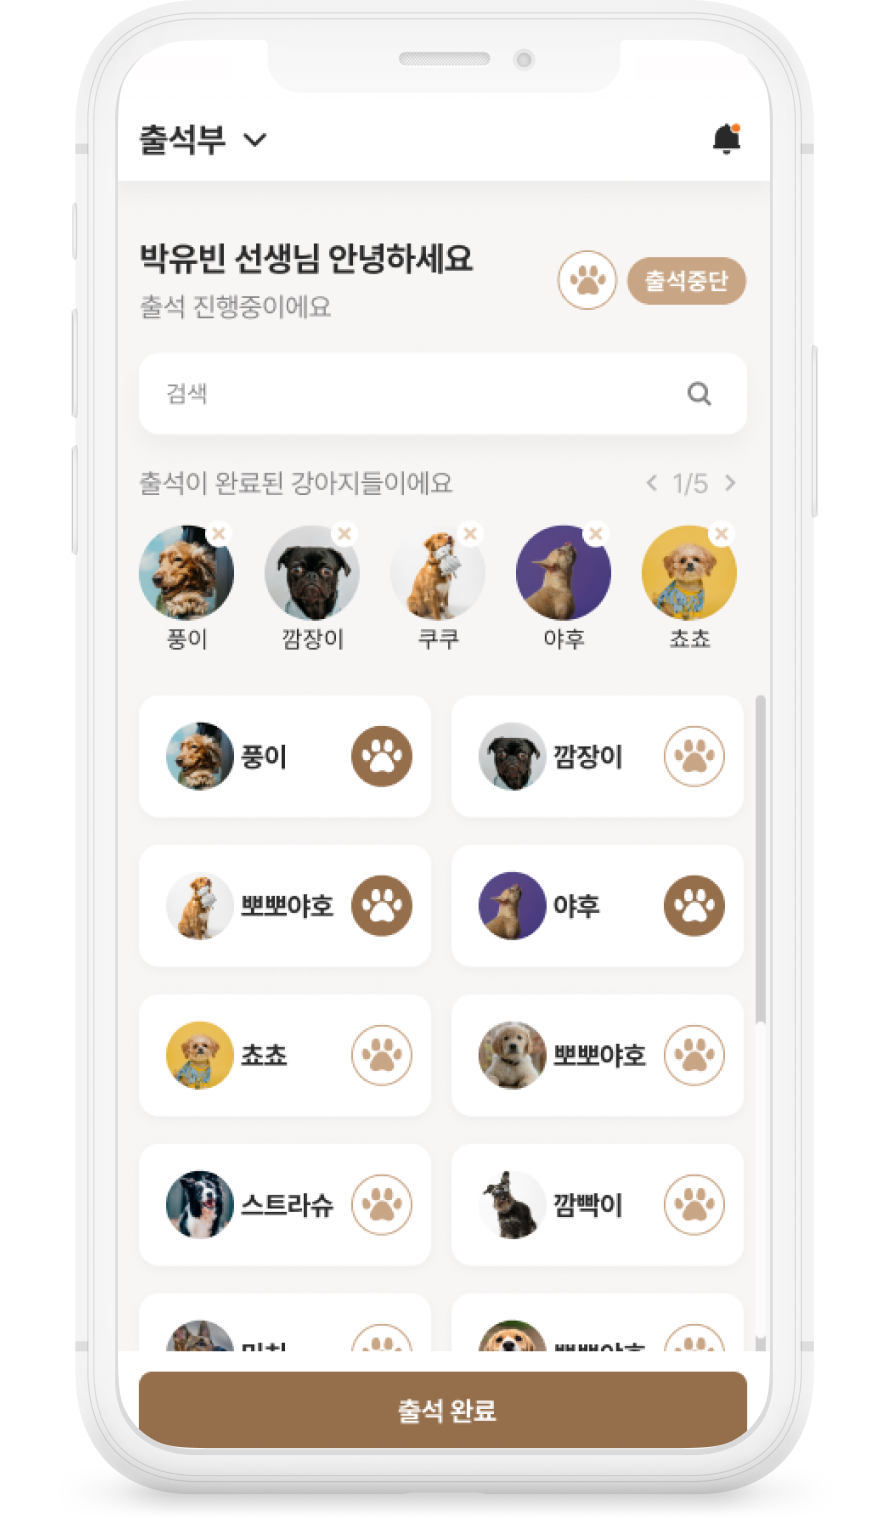 출석부
박유빈 선생님 안녕하세요
출석 진행중이에요
출석중단
검색
출석이 완료된 강아지들이에요
1/5
풍이
깜장이
쿠쿠
야후
쵸쵸
풍이
깜장이
뽀뽀야호
야후
쵸쵸
뽀뽀야호
스트라슈
깜빡이
출석 완료